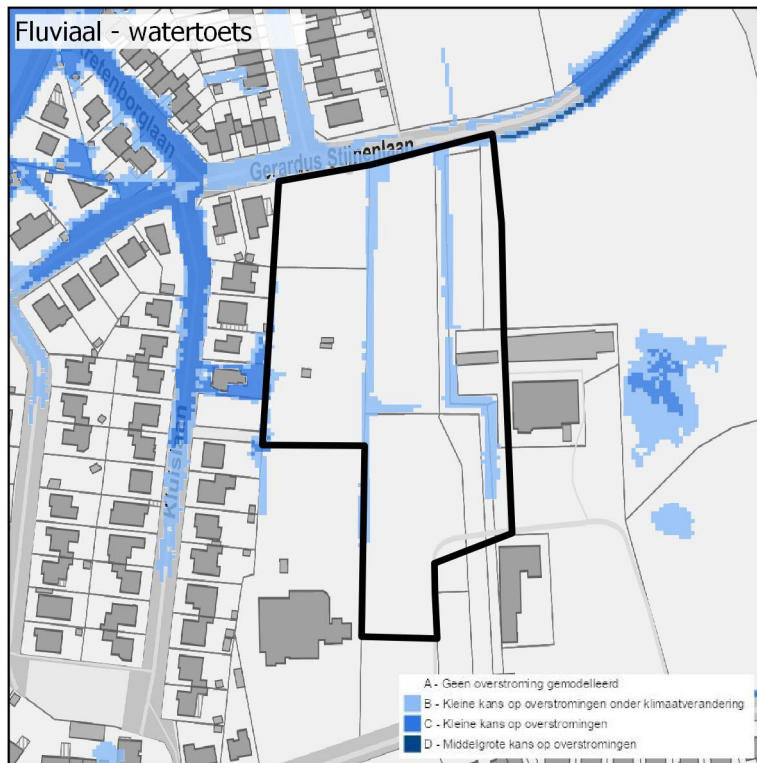 Fluviaal - watertoets
Gerardus Stijnenlaan
Kluislaan
A - Geen overstroming gemodelleerd
B - Kleine kans op overstromingen onder klimaatverandering
C - Kleine kans op overstromingen
D - Middelgrote kans op overstromingen